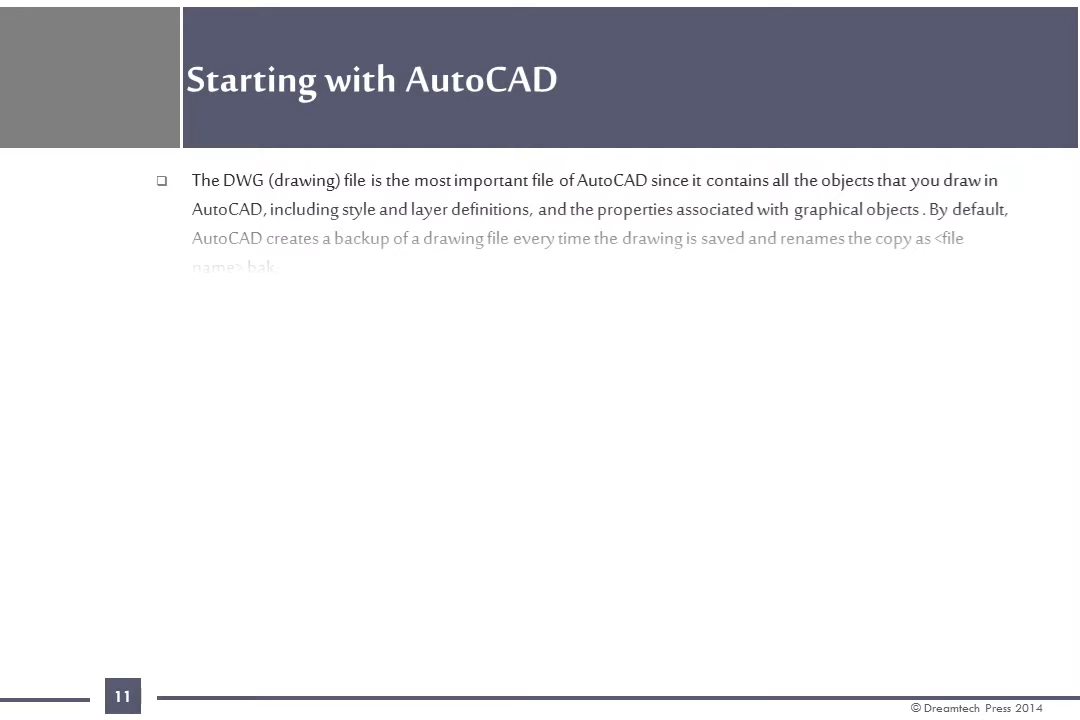 Starting with AutoCAD
❑ The DWG (drawing) file is the most important file of AutoCAD since it contains all the objects that you draw in
AutoCAD, including style and layer definitions, and the properties associated with graphical objects . By default,
AutoCAD creates a backup of a drawing file every time the drawing is saved and renames the copy as <file
name>.bak.
11
© Dreamtech Press 2014